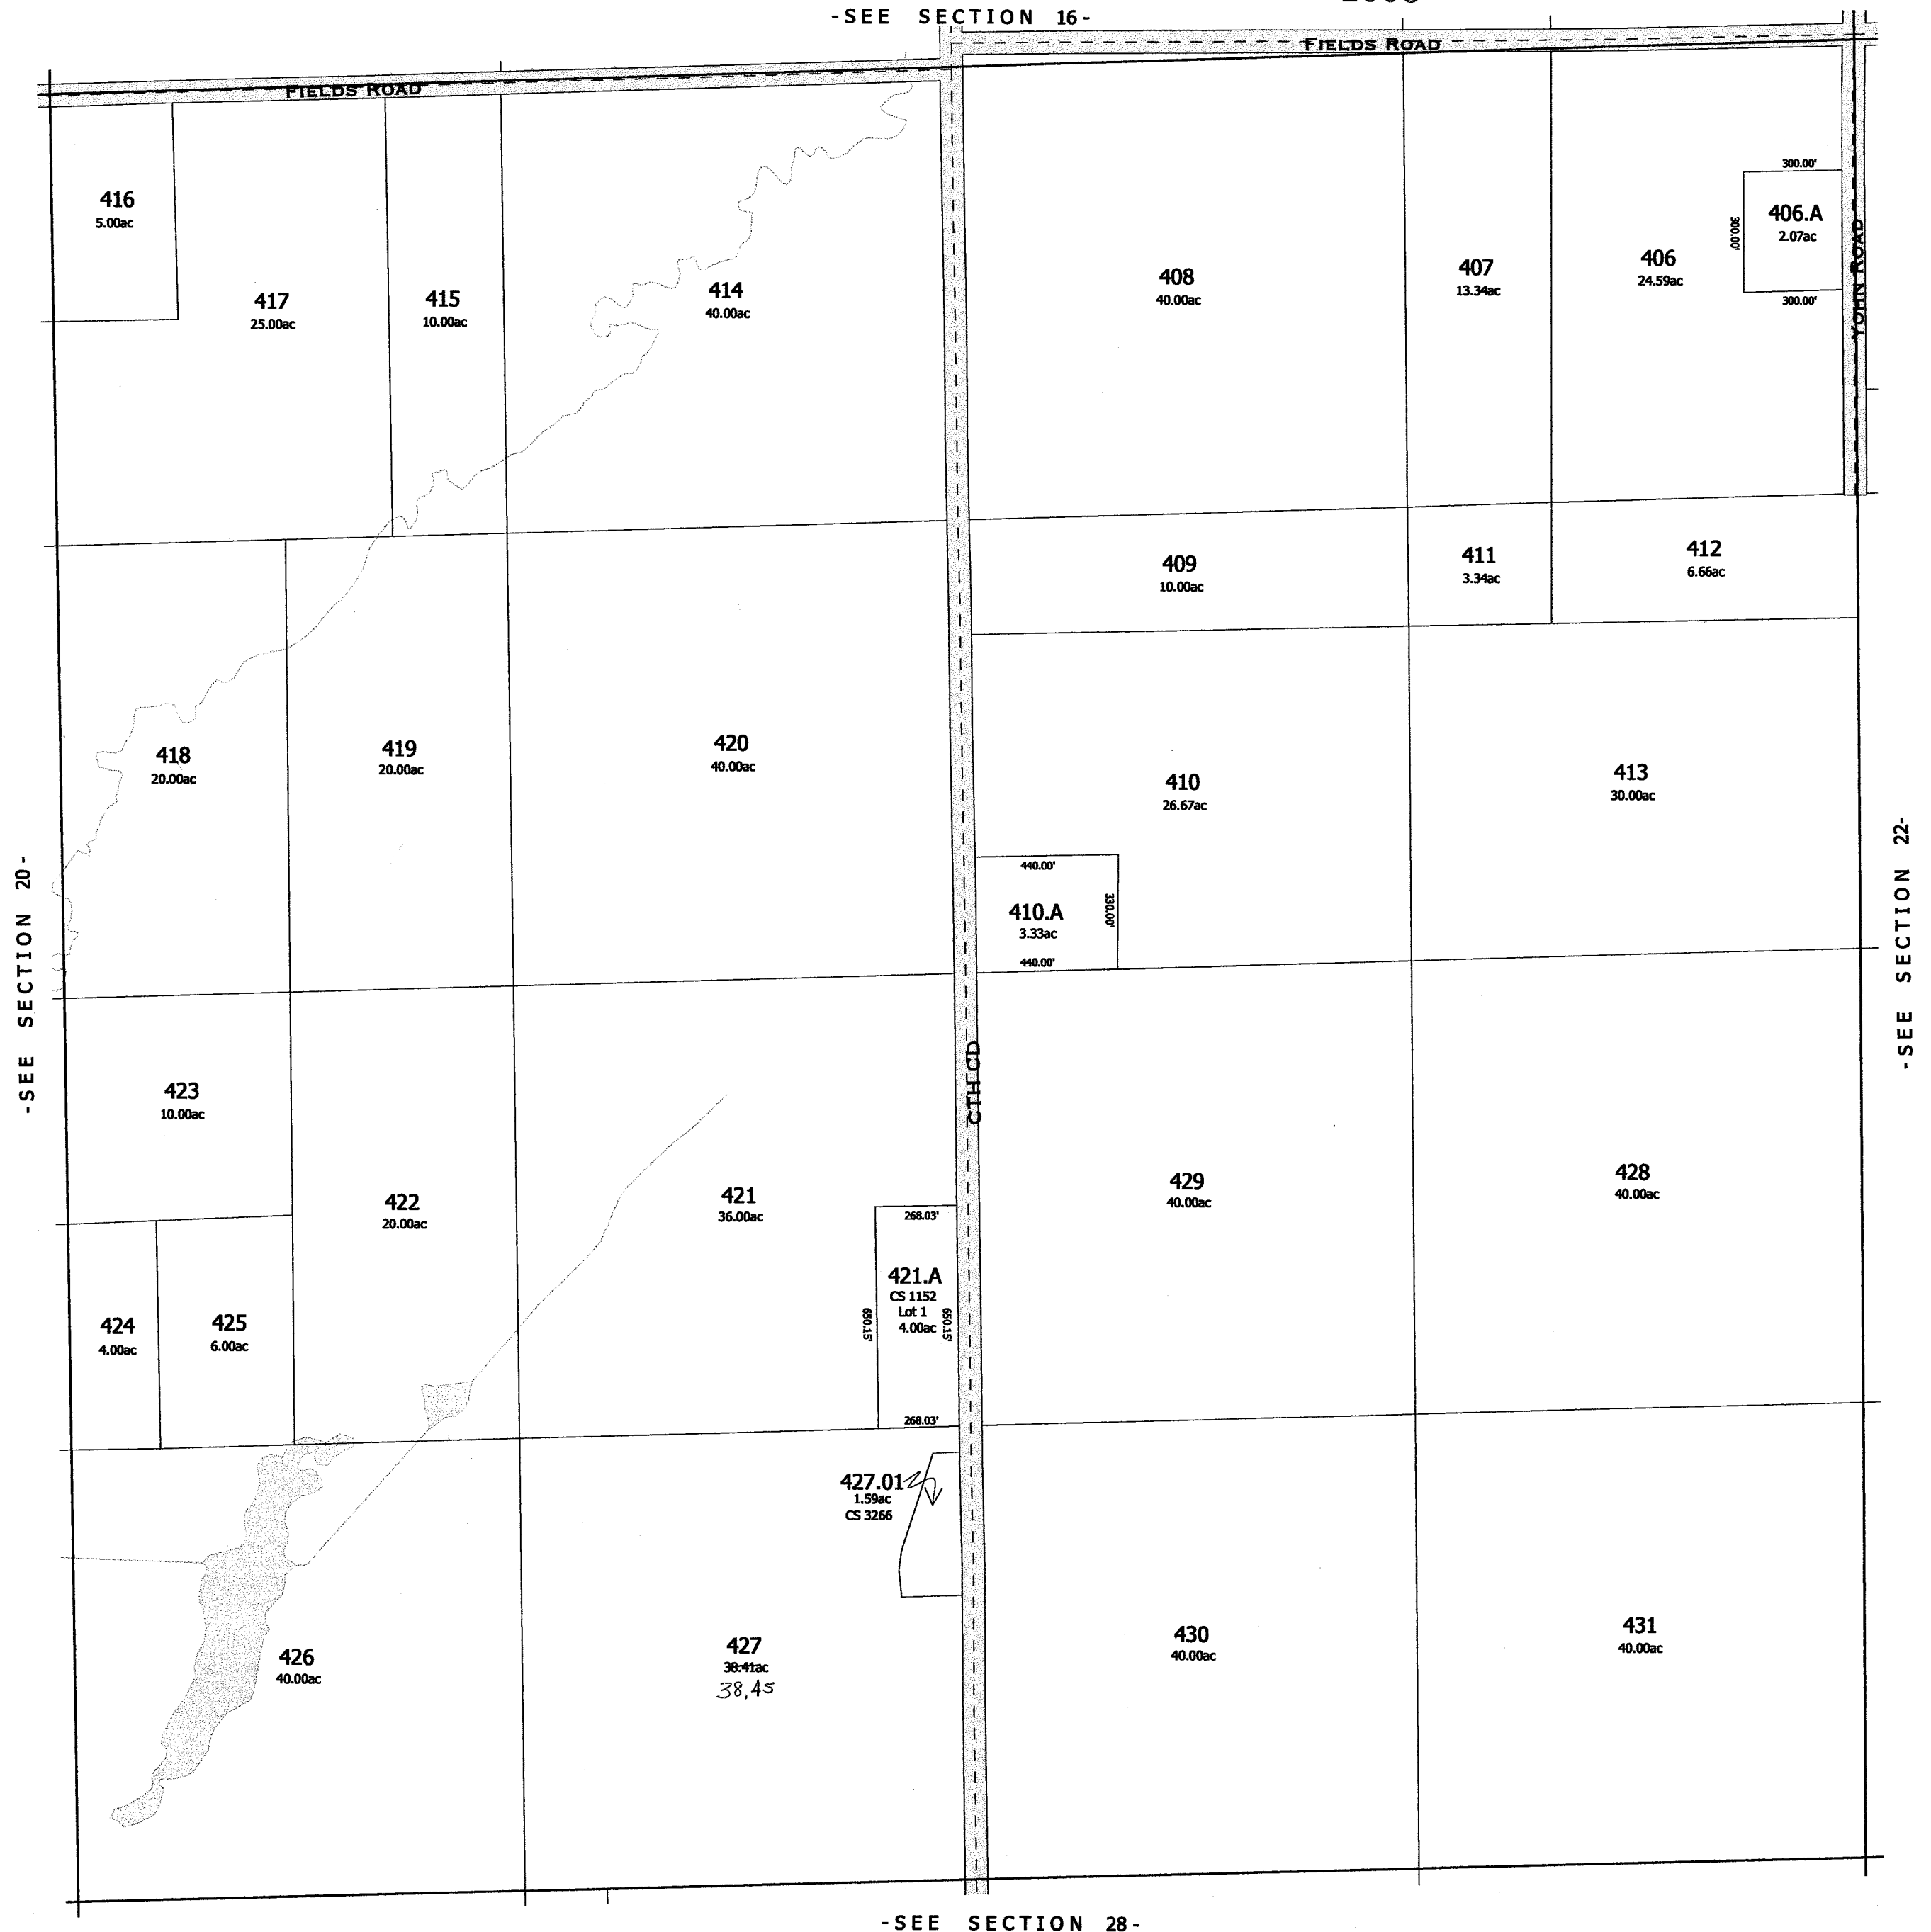 -SEE SECTION 16-
FIELDS ROAD
FIELDS ROAD
416
5.00ac
417
25.00ac
415
10.00ac
414
40.00ac
408
40.00ac
407
13.34ac
406
24.59ac
300.00'
300.00'
406.A
2.07ac
300.00'
YOHN ROAD
409
10.00ac
411
3.34ac
412
6.66ac
418
20.00ac
419
20.00ac
420
40.00ac
410
26.67ac
413
30.00ac
440.00'
410.A
3.33ac
330.00'
440.00'
-SEE SECTION 20-
-SEE SECTION 22-
CTH CD
423
10.00ac
422
20.00ac
421
36.00ac
429
40.00ac
428
40.00ac
268.03'
421.A
CS 1152
Lot 1
4.00ac
650.15'
650.15'
268.03'
424
4.00ac
425
6.00ac
427.01
1.59ac
CS 3266
426
40.00ac
427
38.41ac
38.45
430
40.00ac
431
40.00ac
-SEE SECTION 28-